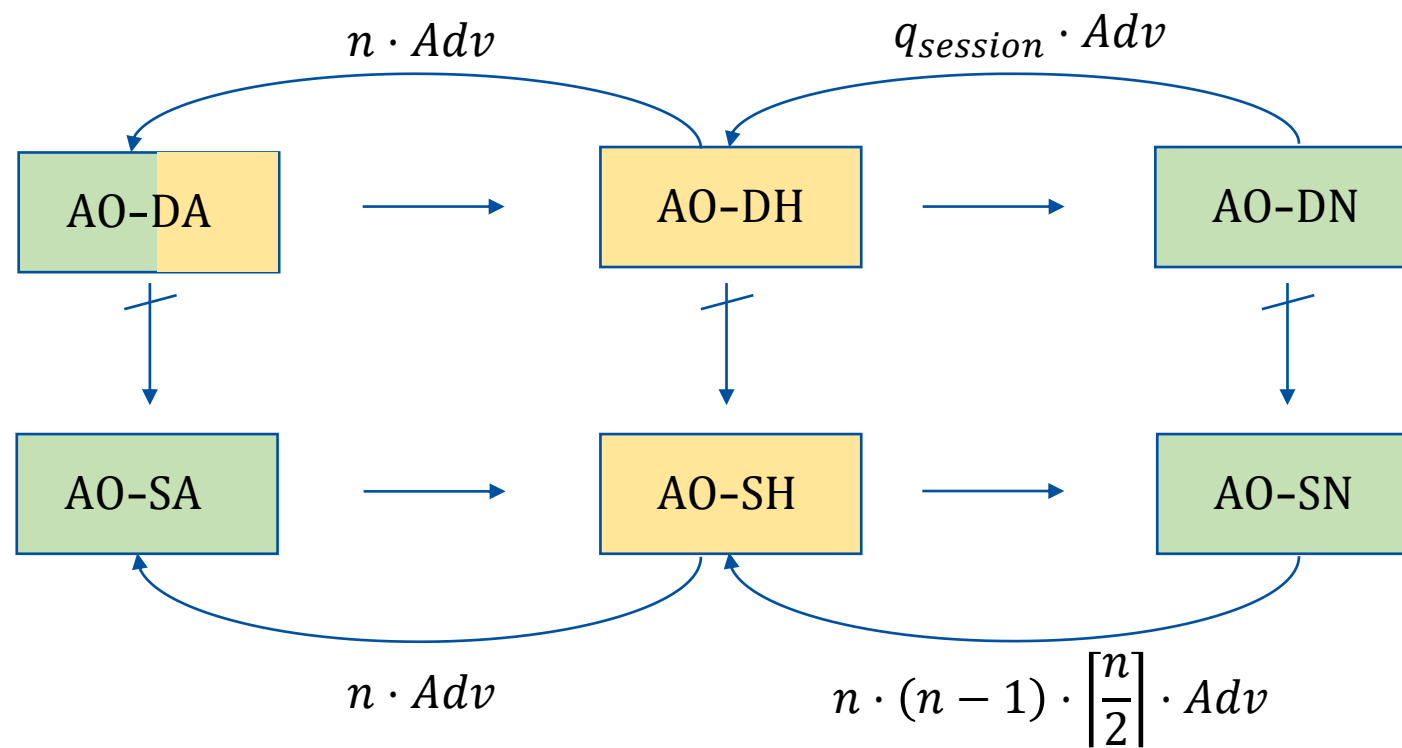 n · Adv
q_session · Adv
AO–DA
AO–DH
AO–DN
AO–SA
AO–SH
AO–SN
n · Adv
n · (n − 1) · ⌈n/2⌉ · Adv